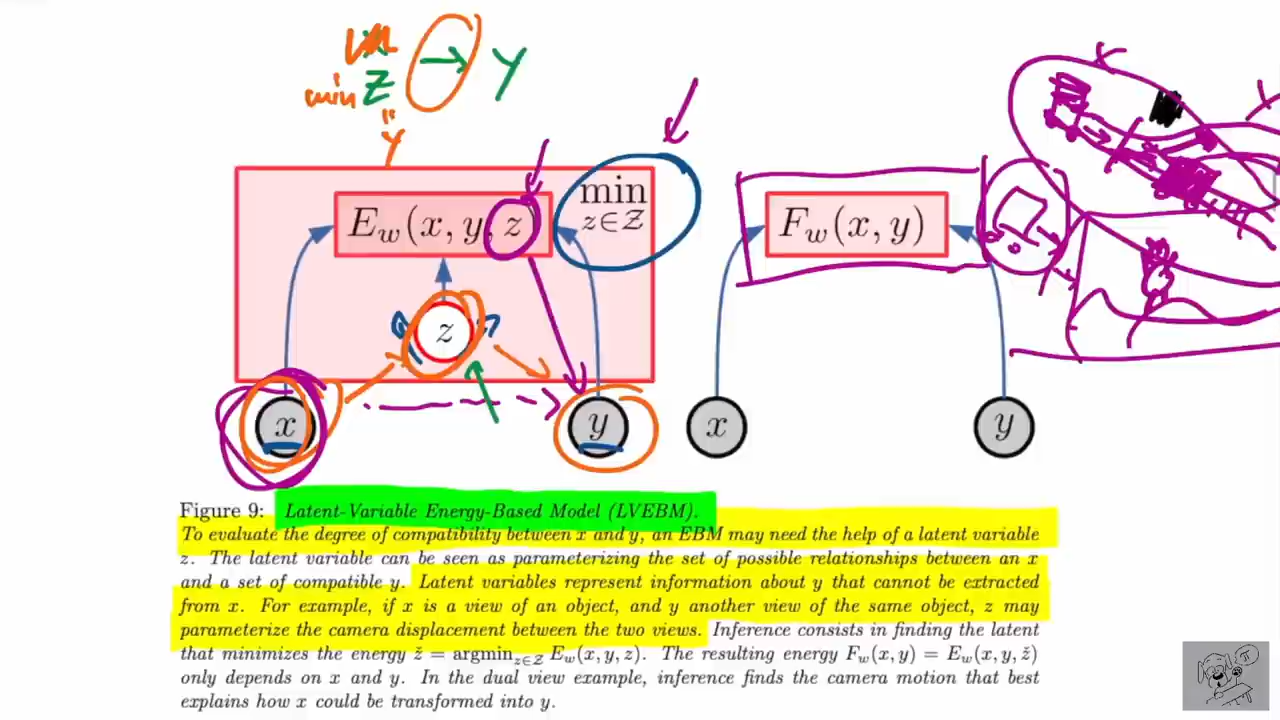 min Z Y
Y
E_w(x, y, z)
min
z∈Z
F_w(x, y)
z
x y x y
Figure 9: Latent-Variable Energy-Based Model (LVEBM).
To evaluate the degree of compatibility between x and y, an EBM may need the help of a latent variable
z. The latent variable can be seen as parameterizing the set of possible relationships between an x
and a set of compatible y. Latent variables represent information about y that cannot be extracted
from x. For example, if x is a view of an object, and y another view of the same object, z may
parameterize the camera displacement between the two views. Inference consists in finding the latent
that minimizes the energy ž = argmin_{z∈Z} E_w(x, y, z). The resulting energy F_w(x, y) = E_w(x, y, ž)
only depends on x and y. In the dual view example, inference finds the camera motion that best
explains how x could be transformed into y.